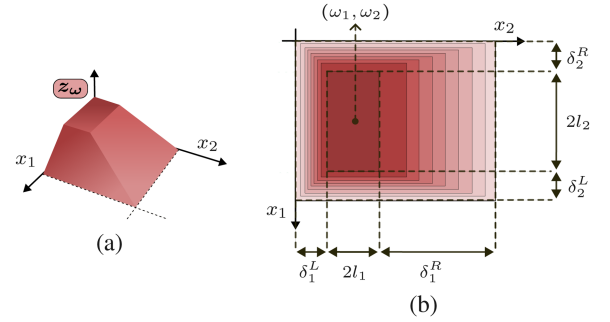 (a)
z_ω
x_1
x_2
(a)
(ω_1, ω_2)
x_2
δ_2^R
2l_2
δ_2^L
x_1
δ_1^L
2l_1
δ_1^R
(b)